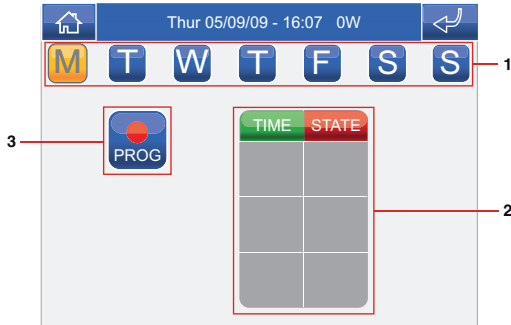 Thur 05/09/09 - 16:07 0W
M T W T F S S
1
3
PROG
TIME STATE
2